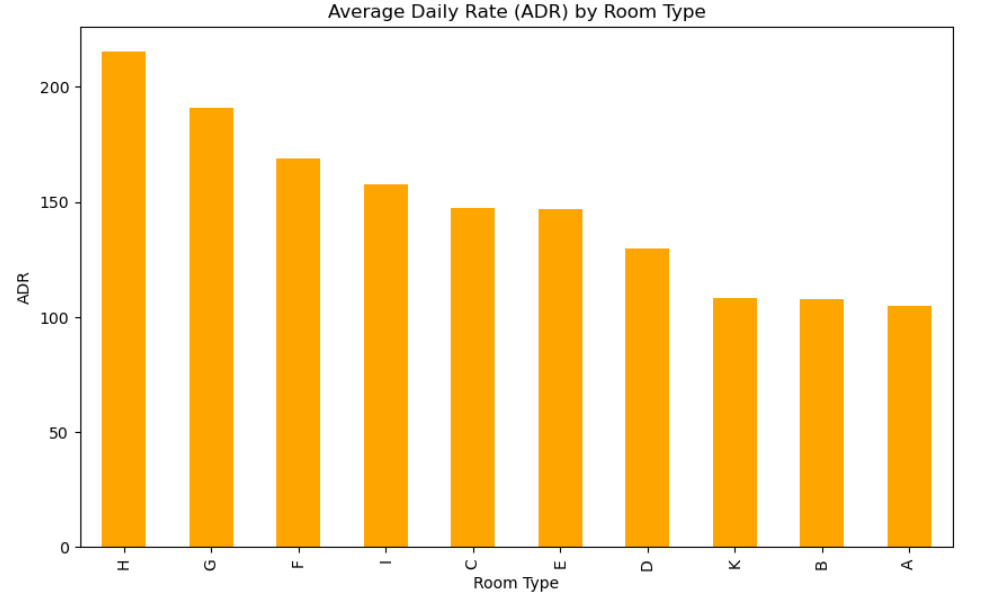 Average Daily Rate (ADR) by Room Type
ADR
200
150
100
50
0
H G F I C E D K B A
Room Type